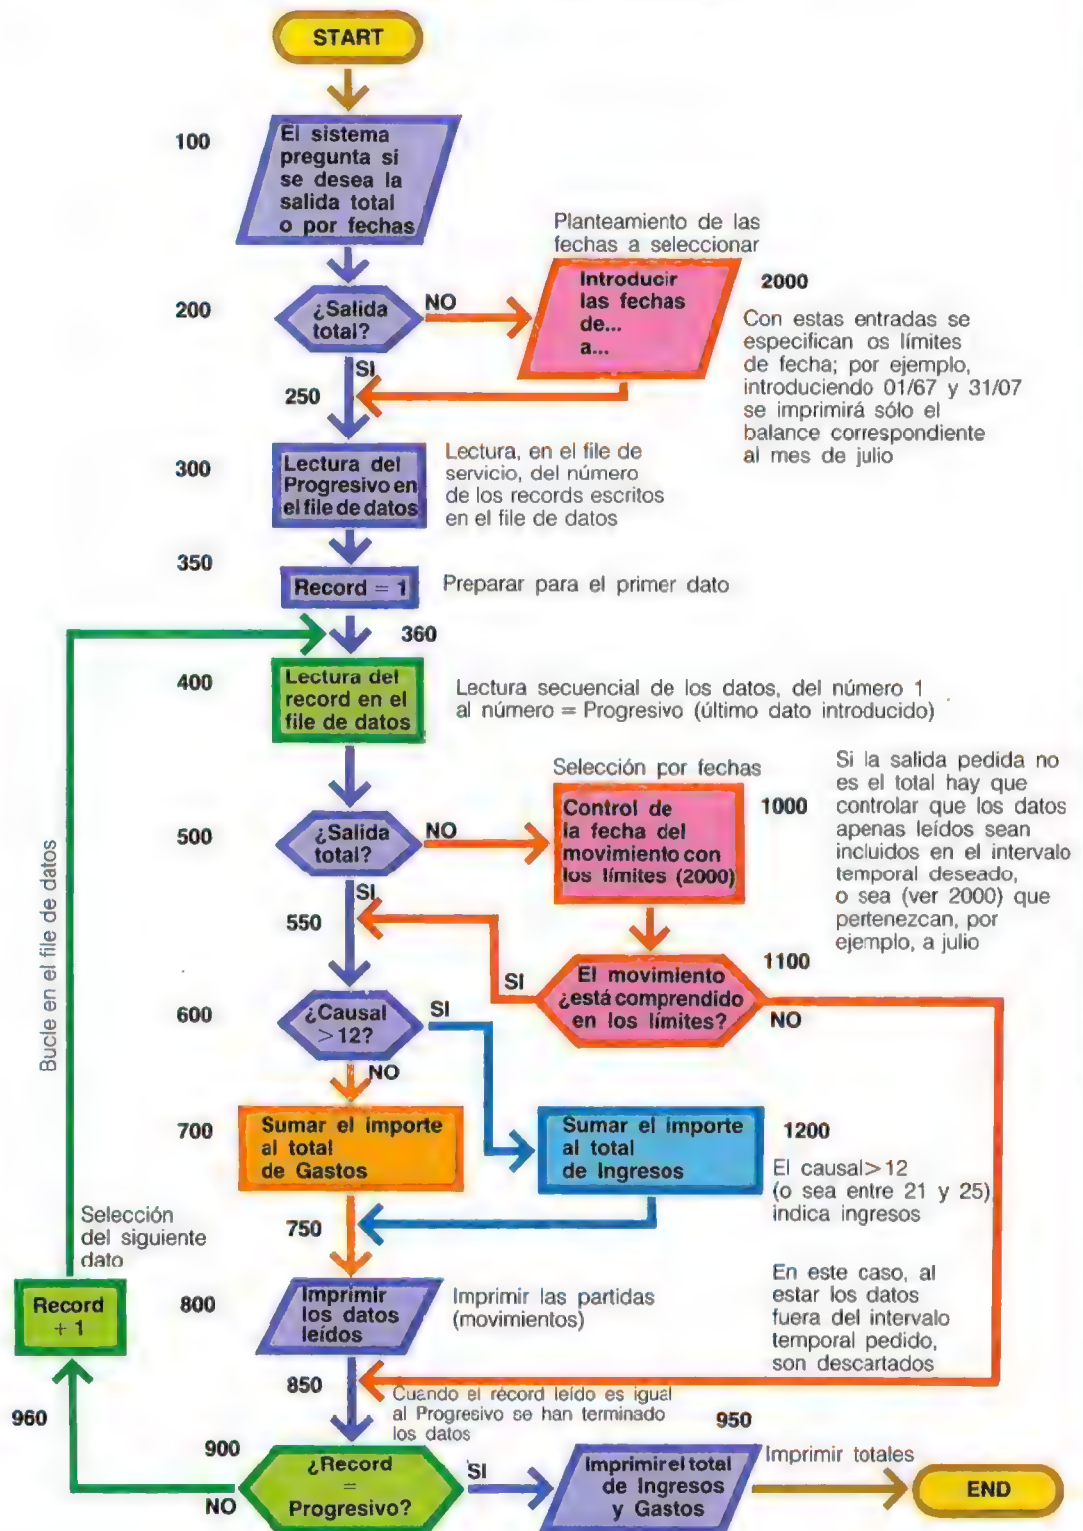 START
100
El sistema
pregunta si
se desea la
salida total
o por fechas
Planteamiento de las
fechas a seleccionar
200
¿Salida
total?
NO
SI
Introducir
las fechas
de...
a...
2000
Con estas entradas se
especifican os límites
de fecha; por ejemplo,
introduciendo 01/67 y 31/07
se imprimirá sólo el
balance correspondiente
al mes de julio
250
300
Lectura del
Progresivo en
el file de datos
Lectura, en el file de
servicio, del número
de los records escritos
en el file de datos
350
Record = 1
Preparar para el primer dato
360
400
Lectura del
record en el
file de datos
Lectura secuencial de los datos, del número 1
al número = Progresivo (último dato introducido)
Bucle en el file de datos
500
¿Salida
total?
NO
SI
Selección por fechas
Control de
la fecha del
movimiento con
los límites (2000)
1000
Si la salida pedida no
es el total hay que
controlar que los datos
apenas leídos sean
incluidos en el intervalo
temporal deseado,
o sea (ver 2000) que
pertenezcan, por
ejemplo, a julio
550
1100
El movimiento
¿está comprendido
en los límites?
SI
NO
600
¿Causal
>12?
SI
NO
700
Sumar el importe
al total
de Gastos
Sumar el importe
al total
de Ingresos
1200
El causal>12
(o sea entre 21 y 25)
indica ingresos
750
Selección
del siguiente
dato
Record
+ 1
800
Imprimir
los datos
leídos
Imprimir las partidas
(movimientos)
En este caso, al
estar los datos
fuera del intervalo
temporal pedido,
son descartados
850
Cuando el récord leído es igual
al Progresivo se han terminado
los datos
960
900
¿Record
=
Progresivo?
NO
SI
950
Imprimir el total
de Ingresos
y Gastos
Imprimir totales
END